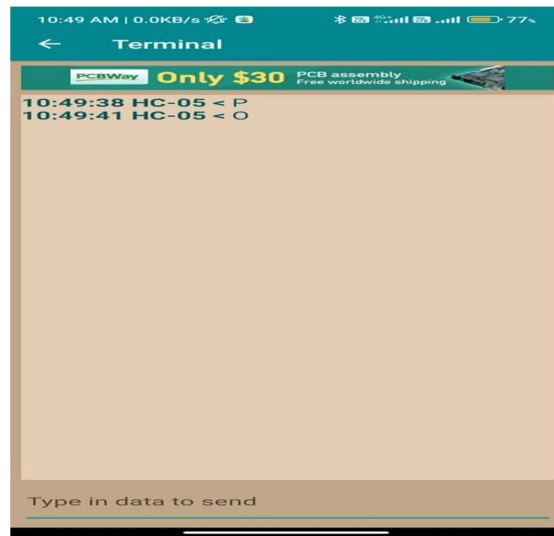 10:49 AM | 0.0KB/s 4G+ 77%
← Terminal
PCBWay Only $30 PCB assembly
Free worldwide shipping
10:49:38 HC-05 < P
10:49:41 HC-05 < O
Type in data to send